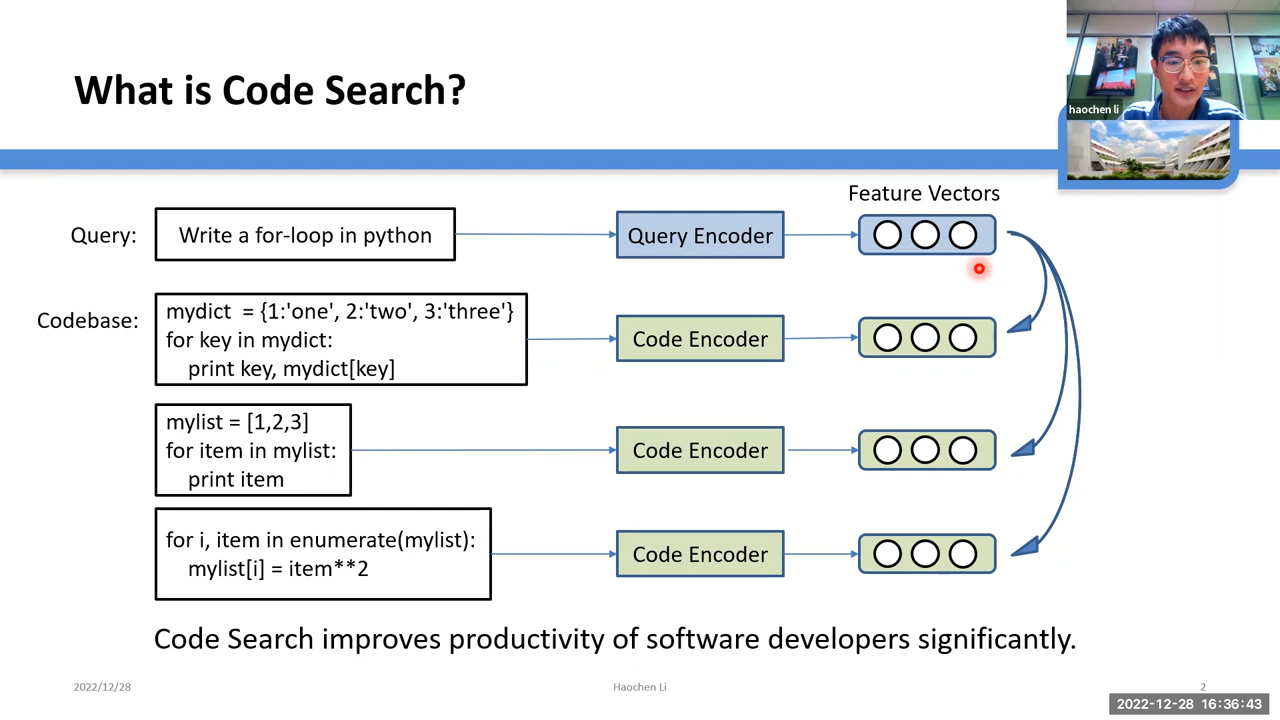 What is Code Search?
haochen li
Feature Vectors
Query:
Write a for-loop in python
Query Encoder
Codebase:
mydict  = {1:'one', 2:'two', 3:'three'}
for key in mydict:
    print key, mydict[key]
Code Encoder
mylist = [1,2,3]
for item in mylist:
    print item
Code Encoder
for i, item in enumerate(mylist):
    mylist[i] = item**2
Code Encoder
Code Search improves productivity of software developers significantly.
2022/12/28
Haochen Li
2
2022-12-28 16:36:43